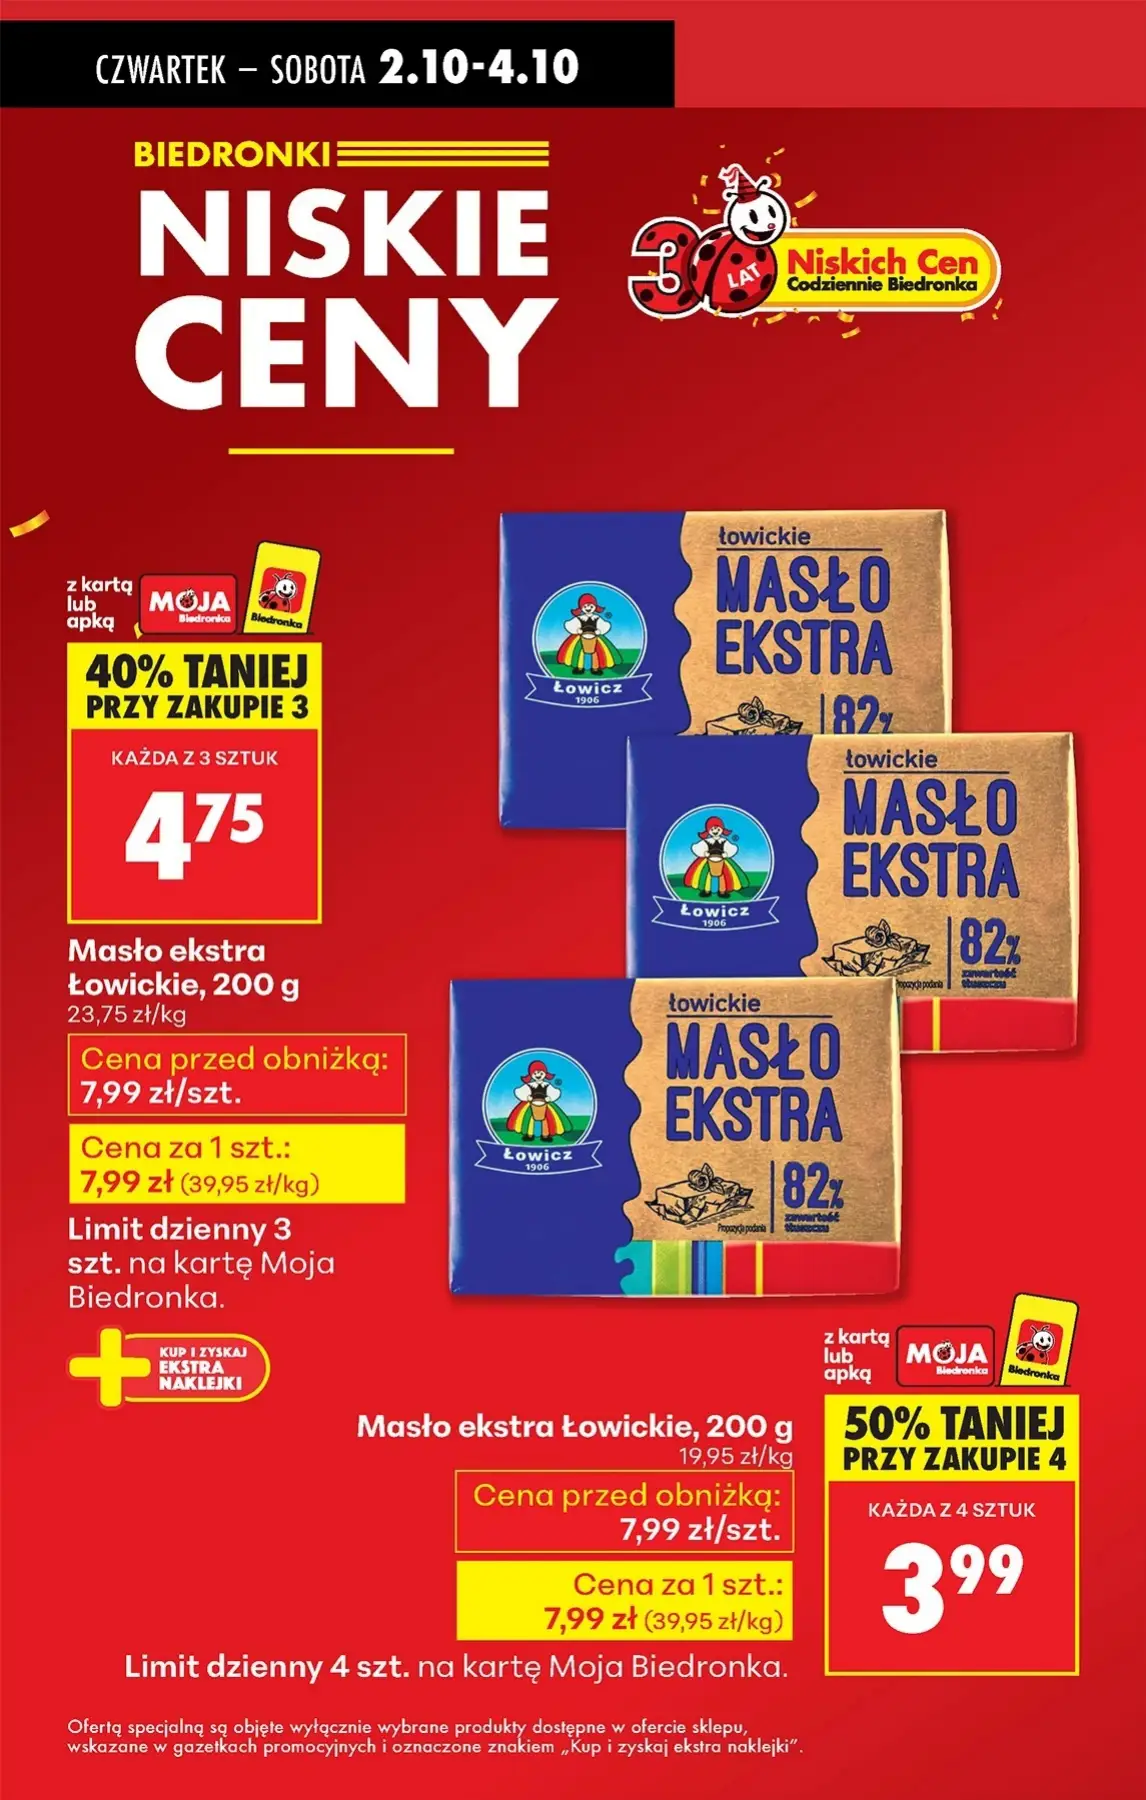 CZWARTEK – SOBOTA 2.10-4.10
BIEDRONKI
NISKIE
CENY
30 LAT
Niskich Cen
Codziennie Biedronka
z kartą
lub
apką
MOJA
Biedronka
Biedronka
40% TANIEJ
PRZY ZAKUPIE 3
KAŻDA Z 3 SZTUK
4 75
Masło ekstra
Łowickie, 200 g
23,75 zł/kg
Cena przed obniżką:
7,99 zł/szt.
Cena za 1 szt.:
7,99 zł (39,95 zł/kg)
Limit dzienny 3
szt. na kartę Moja
Biedronka.
KUP I ZYSKAJ
EKSTRA
NAKLEJKI
łowickie
MASŁO
EKSTRA
82%
Łowicz
1906
łowickie
MASŁO
EKSTRA
82%
zawartość
tłuszczu
Propozycja podania
Łowicz
1906
łowickie
MASŁO
EKSTRA
82%
zawartość
tłuszczu
Propozycja podania
Łowicz
1906
z kartą
lub
apką
MOJA
Biedronka
Biedronka
50% TANIEJ
PRZY ZAKUPIE 4
KAŻDA Z 4 SZTUK
3 99
Masło ekstra Łowickie, 200 g
19,95 zł/kg
Cena przed obniżką:
7,99 zł/szt.
Cena za 1 szt.:
7,99 zł (39,95 zł/kg)
Limit dzienny 4 szt. na kartę Moja Biedronka.
Ofertą specjalną są objęte wyłącznie wybrane produkty dostępne w ofercie sklepu,
wskazane w gazetkach promocyjnych i oznaczone znakiem „Kup i zyskaj ekstra naklejki”.